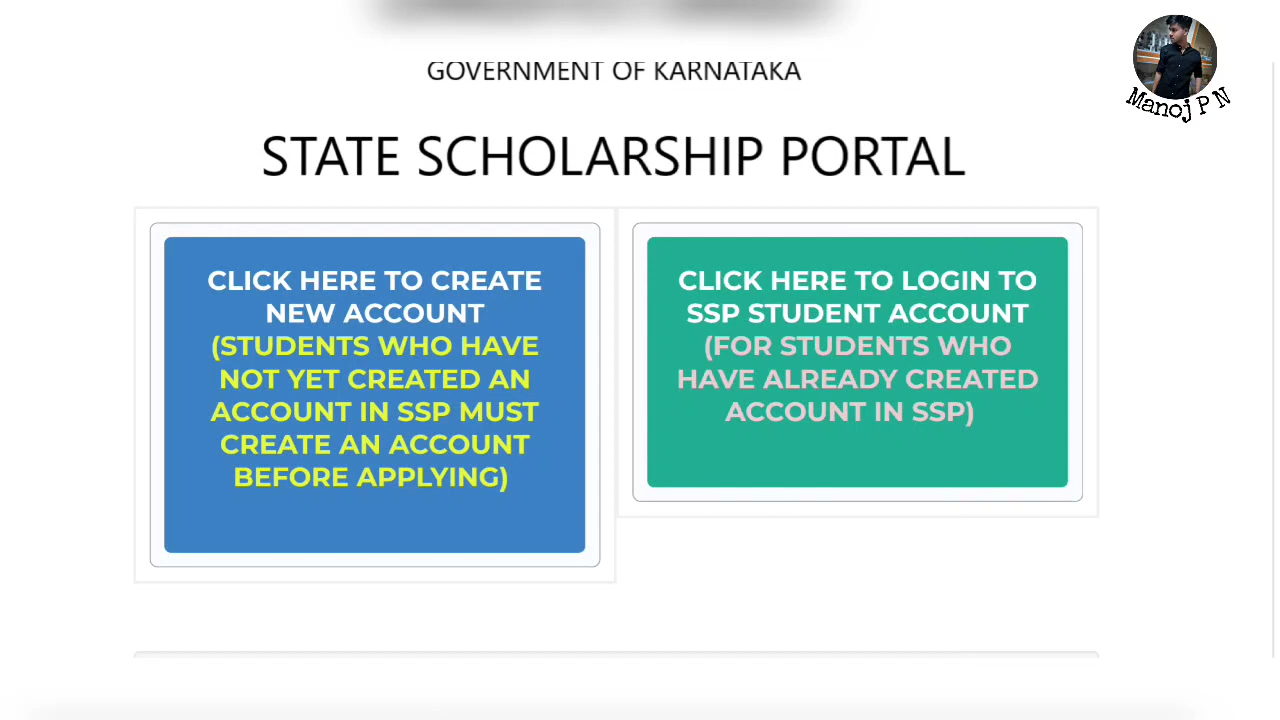 Manoj P N
GOVERNMENT OF KARNATAKA
STATE SCHOLARSHIP PORTAL
CLICK HERE TO CREATE
NEW ACCOUNT
(STUDENTS WHO HAVE
NOT YET CREATED AN
ACCOUNT IN SSP MUST
CREATE AN ACCOUNT
BEFORE APPLYING)
CLICK HERE TO LOGIN TO
SSP STUDENT ACCOUNT
(FOR STUDENTS WHO
HAVE ALREADY CREATED
ACCOUNT IN SSP)